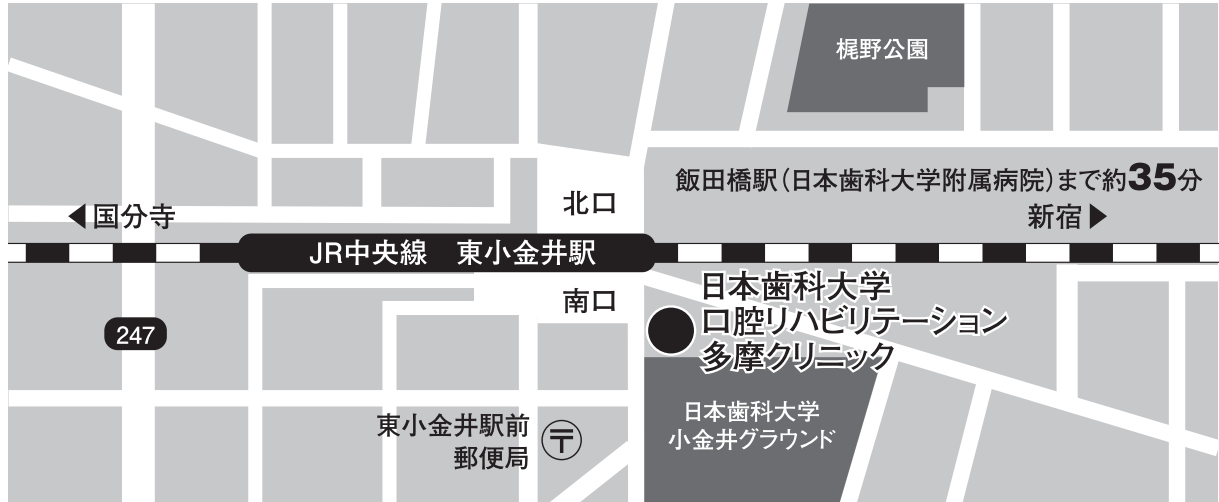 梶野公園
飯田橋駅(日本歯科大学附属病院)まで約35分
北口
◀国分寺
新宿▶
JR中央線　東小金井駅
南口
日本歯科大学
口腔リハビリテーション
多摩クリニック
247
日本歯科大学
小金井グラウンド
東小金井駅前
郵便局
〒